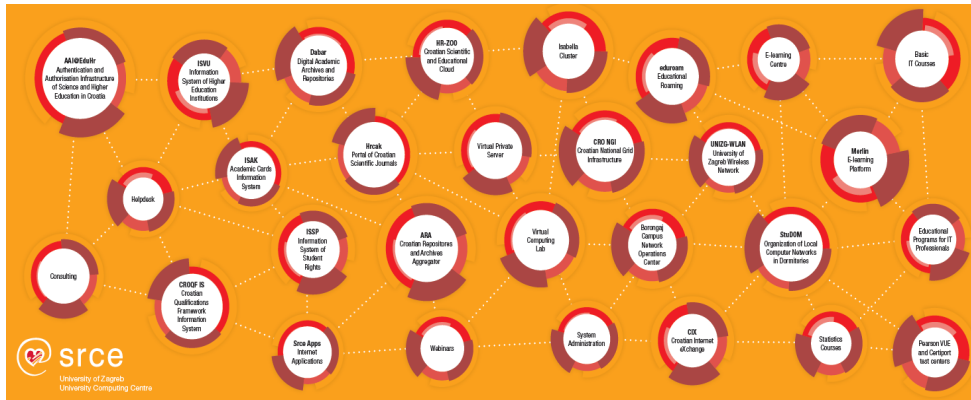 AAI@EduHr
Authentication and
Authorisation Infrastructure
of Science and Higher
Education in Croatia
ISVU
Information
System of Higher
Education
Institutions
Dabar
Digital Academic
Archives and
Repositories
HR-ZOO
Croatian Scientific
and Educational
Cloud
Isabella
Cluster
eduroam
Educational
Roaming
E-learning
Centre
Basic
IT Courses
Helpdesk
ISAK
Academic Cards
Information
System
Hrcak
Portal of Croatian
Scientific Journals
Virtual Private
Server
CRO NGI
Croatian National Grid
Infrastructure
UNIZG-WLAN
University of
Zagreb Wireless
Network
Merlin
E-learning
Platform
Consulting
CROQF IS
Croatian
Qualifications
Framework
Information
System
ISSP
Information
System of
Student
Rights
ARA
Croatian Repositores
and Archives
Aggregator
Virtual
Computing
Lab
Borongaj
Campus
Network
Operations
Center
StuDOM
Organization of Local
Computer Networks
in Dormitories
Educational
Programs for IT
Professionals
Srce Apps
Internet
Applications
Webinars
System
Administration
CIX
Croatian Internet
eXchange
Statistics
Courses
Pearson VUE
and Certiport
test centers
srce
University of Zagreb
University Computing Centre